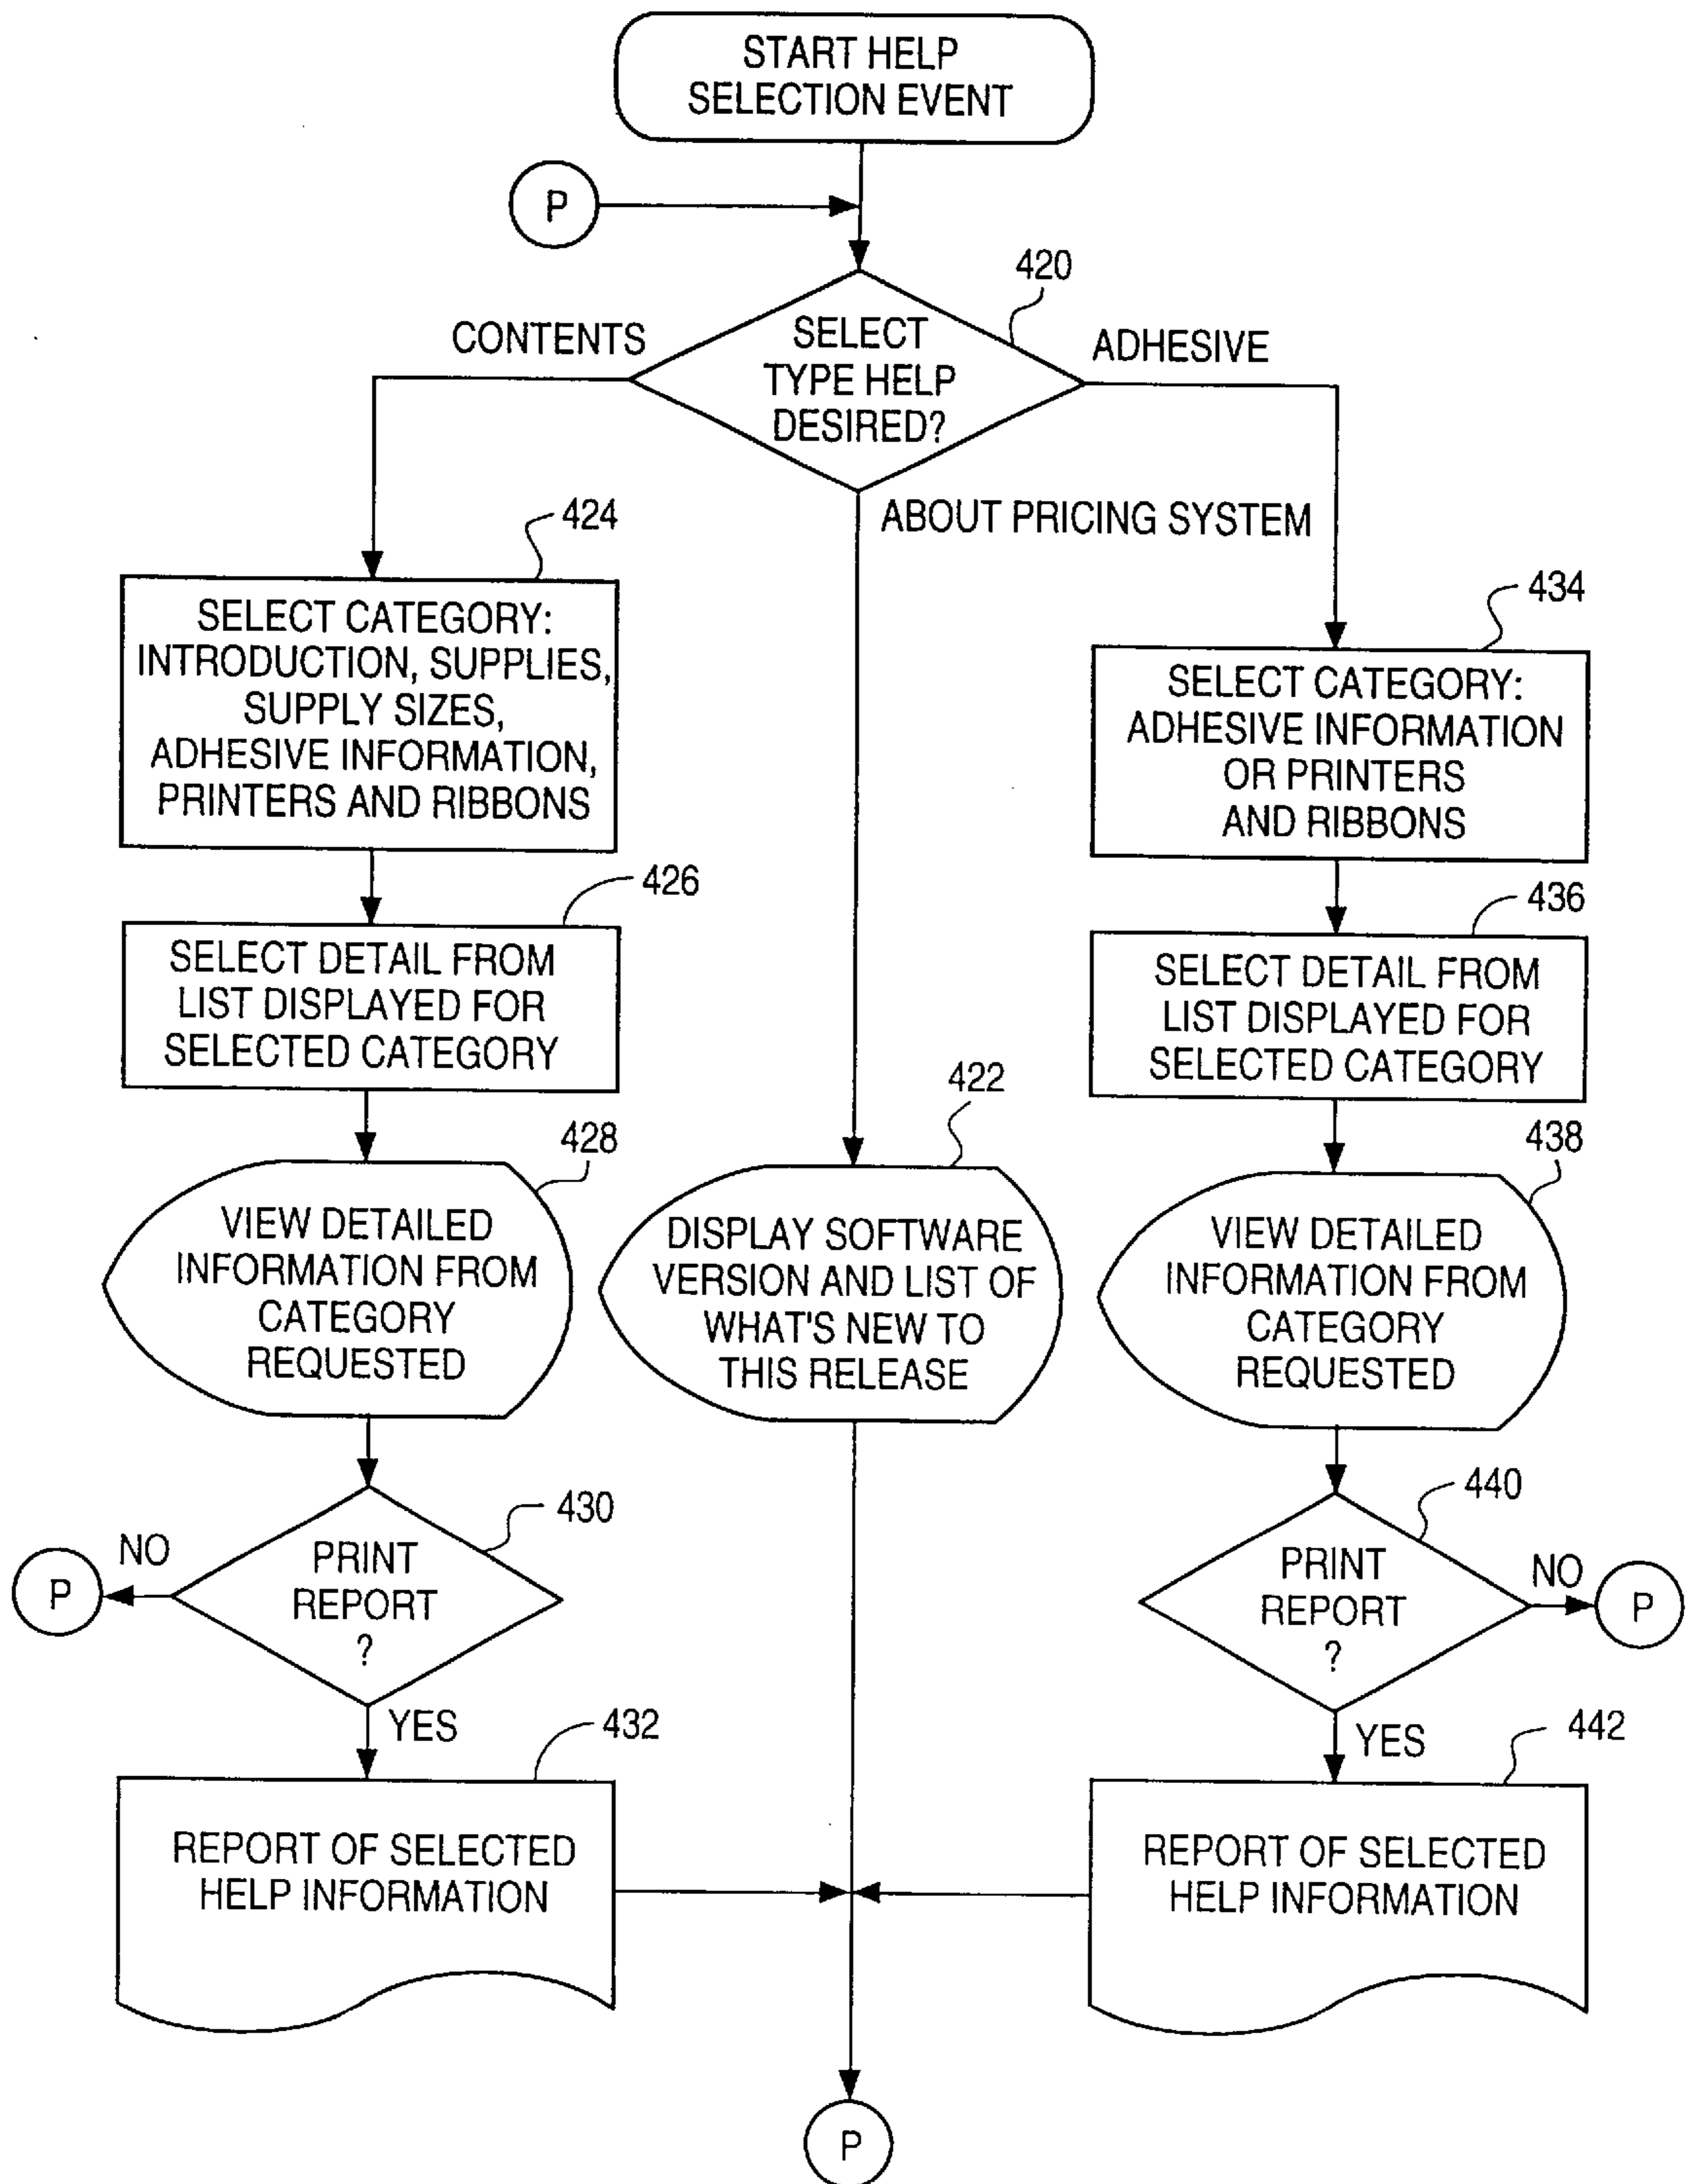 START HELP
SELECTION EVENT
P
420
CONTENTS
SELECT
TYPE HELP
DESIRED?
ADHESIVE
ABOUT PRICING SYSTEM
424
SELECT CATEGORY:
INTRODUCTION, SUPPLIES,
SUPPLY SIZES,
ADHESIVE INFORMATION,
PRINTERS AND RIBBONS
434
SELECT CATEGORY:
ADHESIVE INFORMATION
OR PRINTERS
AND RIBBONS
426
SELECT DETAIL FROM
LIST DISPLAYED FOR
SELECTED CATEGORY
436
SELECT DETAIL FROM
LIST DISPLAYED FOR
SELECTED CATEGORY
428
VIEW DETAILED
INFORMATION FROM
CATEGORY
REQUESTED
422
DISPLAY SOFTWARE
VERSION AND LIST OF
WHAT'S NEW TO
THIS RELEASE
438
VIEW DETAILED
INFORMATION FROM
CATEGORY
REQUESTED
430
PRINT
REPORT
?
NO
P
YES
440
PRINT
REPORT
?
NO
P
YES
432
REPORT OF SELECTED
HELP INFORMATION
442
REPORT OF SELECTED
HELP INFORMATION
P